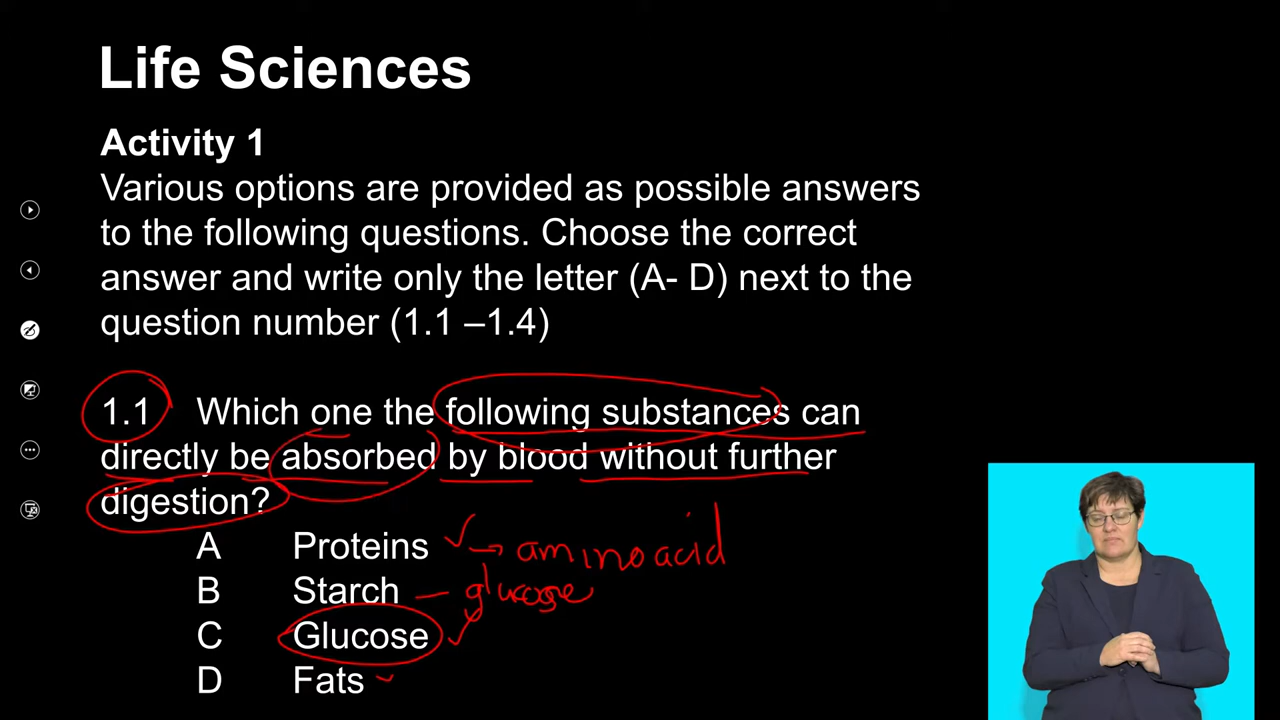 Life Sciences
Activity 1
Various options are provided as possible answers
to the following questions. Choose the correct
answer and write only the letter (A- D) next to the
question number (1.1 –1.4)
1.1 Which one the following substances can
directly be absorbed by blood without further
digestion?
A Proteins → amino acid
B Starch — glucose
C Glucose
D Fats